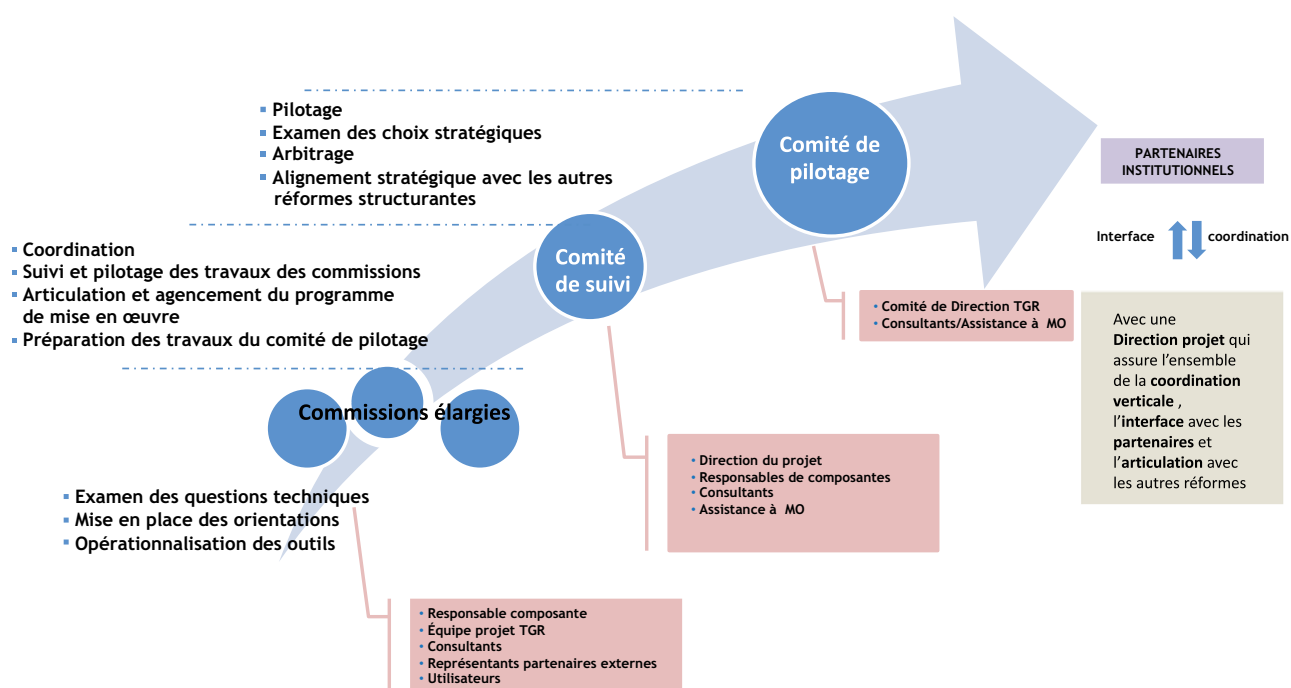 ▪ Pilotage
▪ Examen des choix stratégiques
▪ Arbitrage
▪ Alignement stratégique avec les autres
réformes structurantes
Comité de
pilotage
PARTENAIRES
INSTITUTIONNELS
Interface
coordination
▪ Coordination
▪ Suivi et pilotage des travaux des commissions
▪ Articulation et agencement du programme
de mise en œuvre
▪ Préparation des travaux du comité de pilotage
Comité
de suivi
• Comité de Direction TGR
• Consultants/Assistance à MO
Avec une
Direction projet qui
assure l’ensemble
de la coordination
verticale ,
l’interface avec les
partenaires et
l’articulation avec
les autres réformes
Commissions élargies
• Direction du projet
• Responsables de composantes
• Consultants
• Assistance à MO
▪ Examen des questions techniques
▪ Mise en place des orientations
▪ Opérationnalisation des outils
• Responsable composante
• Équipe projet TGR
• Consultants
• Représentants partenaires externes
• Utilisateurs